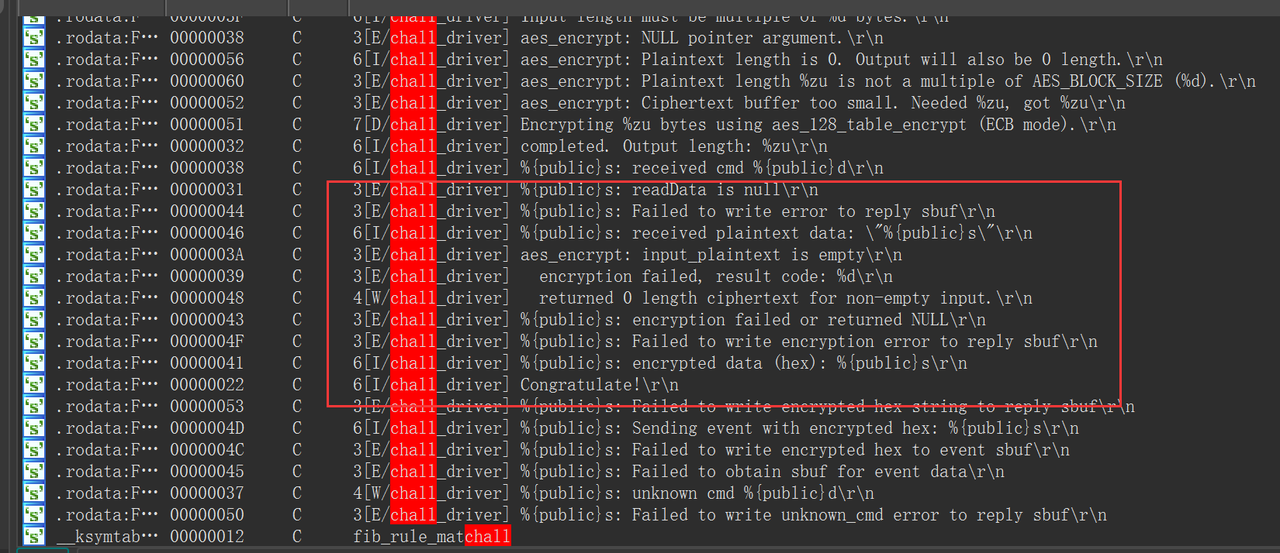 .rodata:F… 0000003F C 6[I/chall_driver] Input length must be multiple of %d bytes.\r\n
's' .rodata:F… 00000038 C 3[E/chall_driver] aes_encrypt: NULL pointer argument.\r\n
's' .rodata:F… 00000056 C 6[I/chall_driver] aes_encrypt: Plaintext length is 0. Output will also be 0 length.\r\n
's' .rodata:F… 00000060 C 3[E/chall_driver] aes_encrypt: Plaintext length %zu is not a multiple of AES_BLOCK_SIZE (%d).\r\n
's' .rodata:F… 00000052 C 3[E/chall_driver] aes_encrypt: Ciphertext buffer too small. Needed %zu, got %zu\r\n
's' .rodata:F… 00000051 C 7[D/chall_driver] Encrypting %zu bytes using aes_128_table_encrypt (ECB mode).\r\n
's' .rodata:F… 00000032 C 6[I/chall_driver] completed. Output length: %zu\r\n
's' .rodata:F… 00000038 C 6[I/chall_driver] %{public}s: received cmd %{public}d\r\n
's' .rodata:F… 00000031 C 3[E/chall_driver] %{public}s: readData is null\r\n
's' .rodata:F… 00000044 C 3[E/chall_driver] %{public}s: Failed to write error to reply sbuf\r\n
's' .rodata:F… 00000046 C 6[I/chall_driver] %{public}s: received plaintext data: \"%{public}s\"\r\n
's' .rodata:F… 0000003A C 3[E/chall_driver] aes_encrypt: input_plaintext is empty\r\n
's' .rodata:F… 00000039 C 3[E/chall_driver]   encryption failed, result code: %d\r\n
's' .rodata:F… 00000048 C 4[W/chall_driver]   returned 0 length ciphertext for non-empty input.\r\n
's' .rodata:F… 00000043 C 3[E/chall_driver] %{public}s: encryption failed or returned NULL\r\n
's' .rodata:F… 0000004F C 3[E/chall_driver] %{public}s: Failed to write encryption error to reply sbuf\r\n
's' .rodata:F… 00000041 C 6[I/chall_driver] %{public}s: encrypted data (hex): %{public}s\r\n
's' .rodata:F… 00000022 C 6[I/chall_driver] Congratulate!\r\n
's' .rodata:F… 00000053 C 3[E/chall_driver] %{public}s: Failed to write encrypted hex string to reply sbuf\r\n
's' .rodata:F… 0000004D C 6[I/chall_driver] %{public}s: Sending event with encrypted hex: %{public}s\r\n
's' .rodata:F… 0000004C C 3[E/chall_driver] %{public}s: Failed to write encrypted hex to event sbuf\r\n
's' .rodata:F… 00000045 C 3[E/chall_driver] %{public}s: Failed to obtain sbuf for event data\r\n
's' .rodata:F… 00000037 C 4[W/chall_driver] %{public}s: unknown cmd %{public}d\r\n
's' .rodata:F… 00000050 C 3[E/chall_driver] %{public}s: Failed to write unknown_cmd error to reply sbuf\r\n
's' __ksymtab… 00000012 C fib_rule_matchall